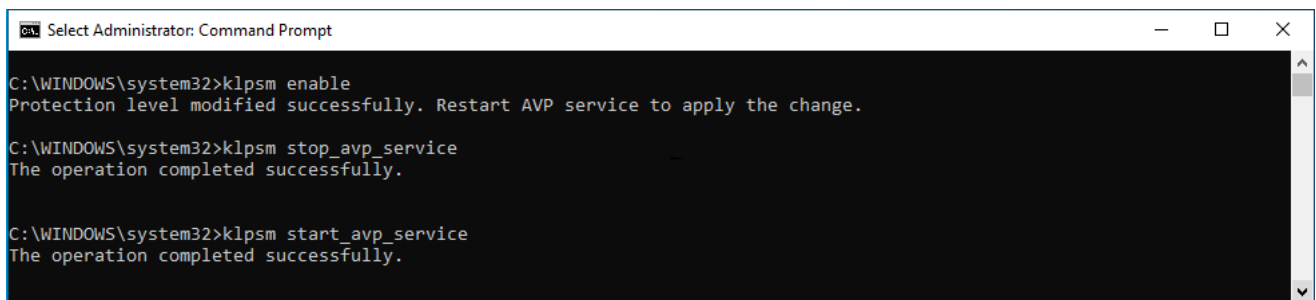 Select Administrator: Command Prompt
C:\WINDOWS\system32>klpsm enable
Protection level modified successfully. Restart AVP service to apply the change.
C:\WINDOWS\system32>klpsm stop_avp_service
The operation completed successfully.
C:\WINDOWS\system32>klpsm start_avp_service
The operation completed successfully.